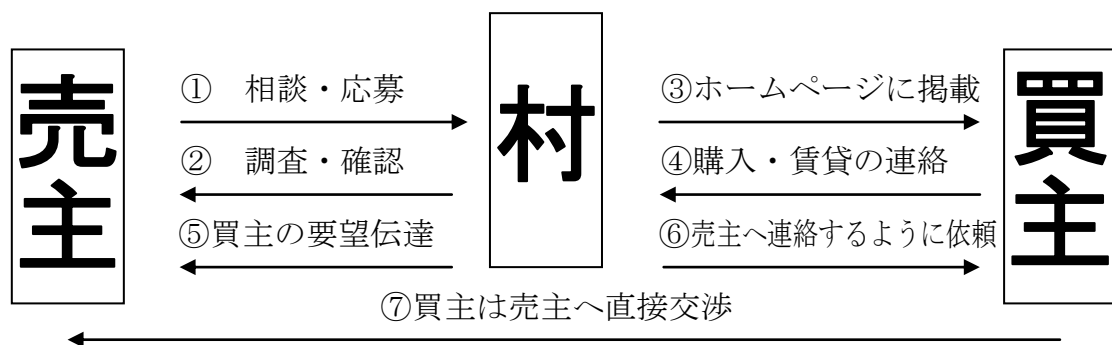 売主
村
買主
① 相談・応募
③ホームページに掲載
② 調査・確認
④購入・賃貸の連絡
⑤買主の要望伝達
⑥売主へ連絡するように依頼
⑦買主は売主へ直接交渉